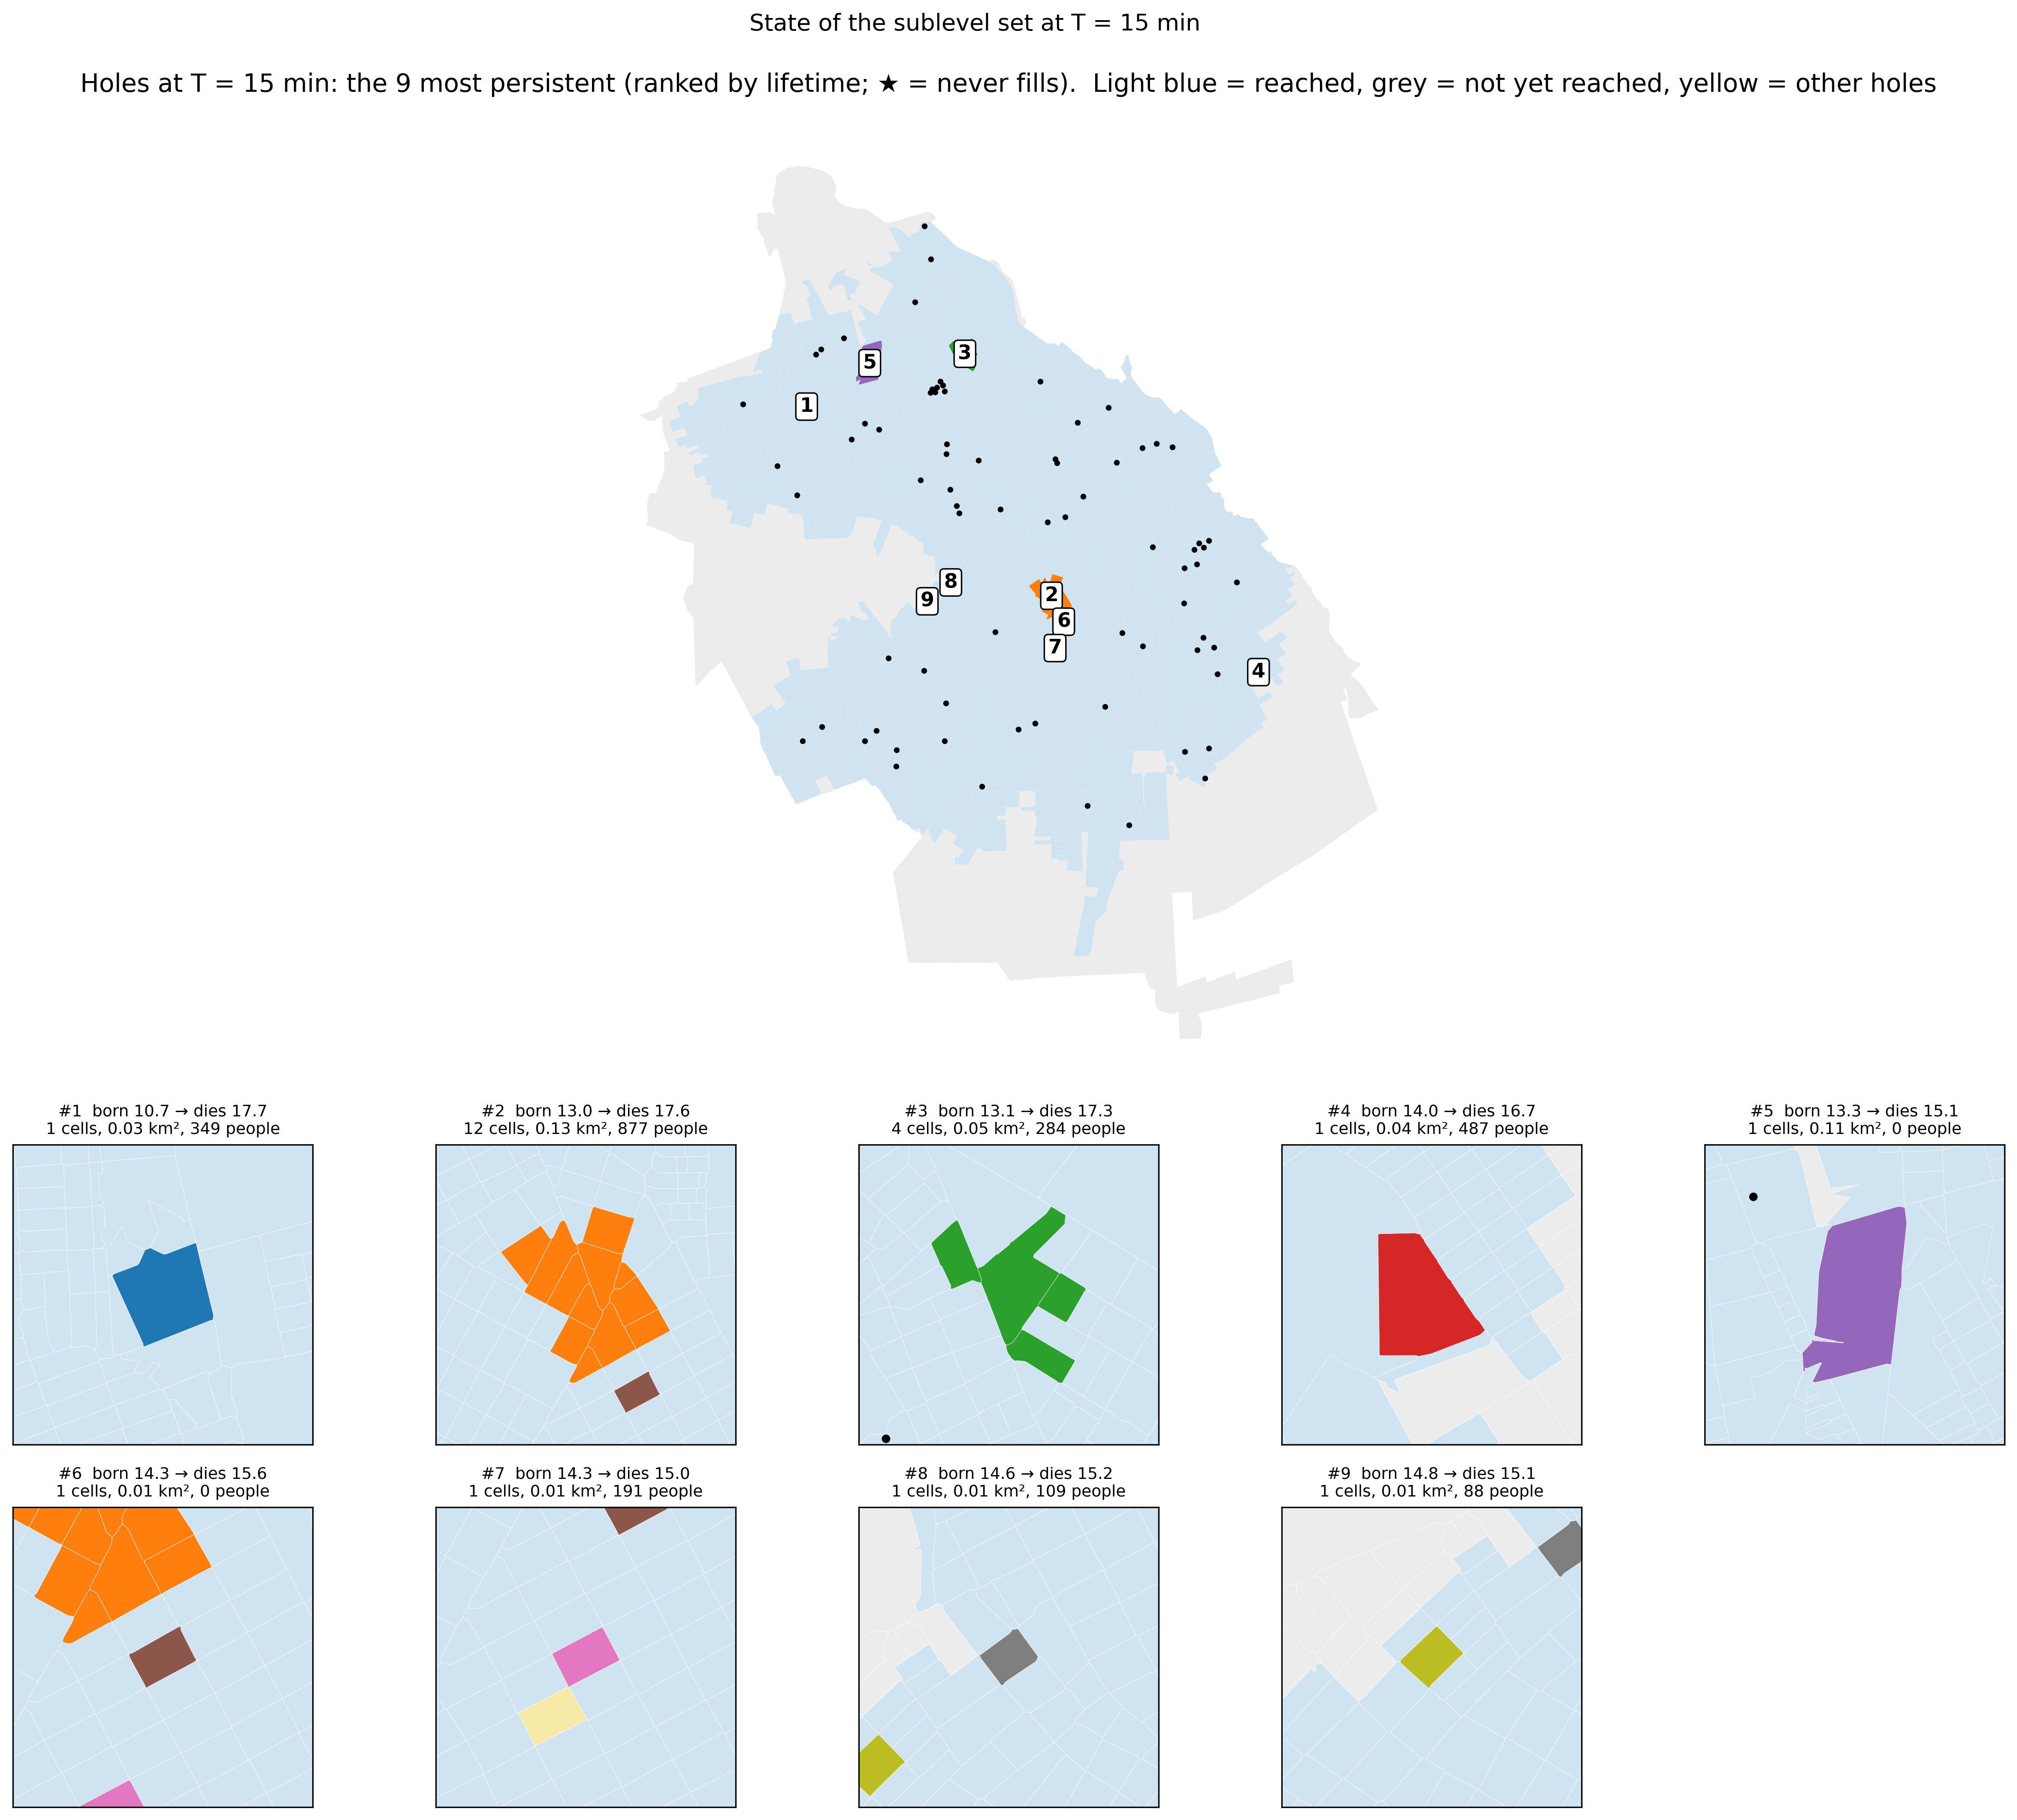 State of the sublevel set at T = 15 min
Holes at T = 15 min: the 9 most persistent (ranked by lifetime; ★ = never fills).  Light blue = reached, grey = not yet reached, yellow = other holes
3
5
1
8
2
9
6
7
4
#1  born 10.7 → dies 17.7
1 cells, 0.03 km², 349 people
#2  born 13.0 → dies 17.6
12 cells, 0.13 km², 877 people
#3  born 13.1 → dies 17.3
4 cells, 0.05 km², 284 people
#4  born 14.0 → dies 16.7
1 cells, 0.04 km², 487 people
#5  born 13.3 → dies 15.1
1 cells, 0.11 km², 0 people
#6  born 14.3 → dies 15.6
1 cells, 0.01 km², 0 people
#7  born 14.3 → dies 15.0
1 cells, 0.01 km², 191 people
#8  born 14.6 → dies 15.2
1 cells, 0.01 km², 109 people
#9  born 14.8 → dies 15.1
1 cells, 0.01 km², 88 people